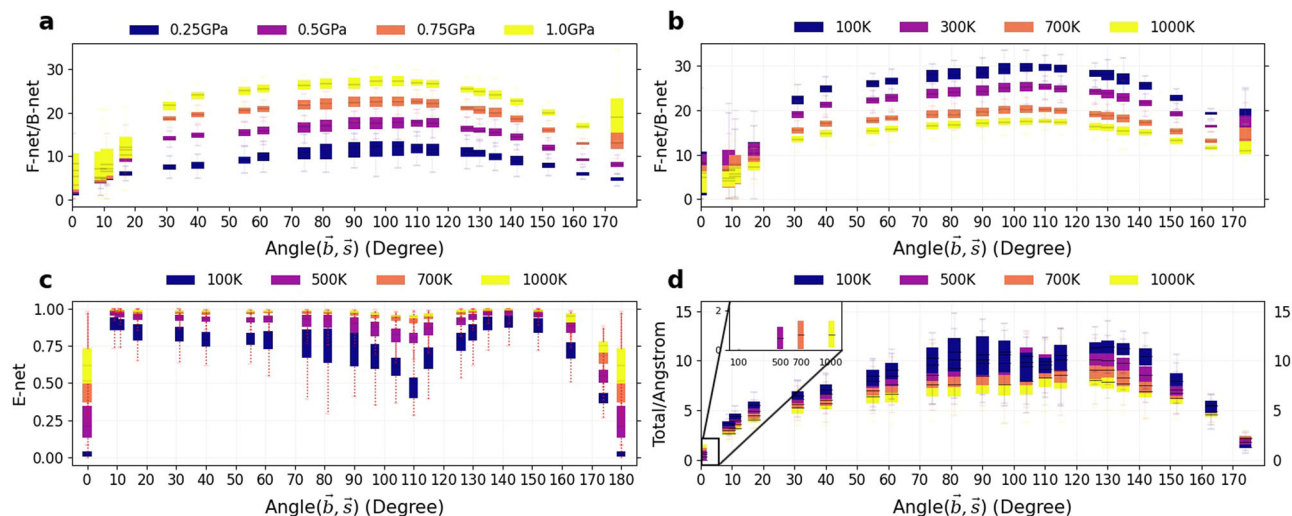 a
0.25GPa 0.5GPa 0.75GPa 1.0GPa
30
20
10
0
F-net/B-net
0 10 20 30 40 50 60 70 80 90 100 110 120 130 140 150 160 170
Angle(b⃗, s⃗) (Degree)
b
100K 300K 700K 1000K
30
20
10
0
F-net/B-net
0 10 20 30 40 50 60 70 80 90 100 110 120 130 140 150 160 170
Angle(b⃗, s⃗) (Degree)
c
100K 500K 700K 1000K
1.00
0.75
0.50
0.25
0.00
E-net
0 10 20 30 40 50 60 70 80 90 100 110 120 130 140 150 160 170 180
Angle(b⃗, s⃗) (Degree)
d
100K 500K 700K 1000K
15 15
10 10
5 5
0 0
Total/Angstrom
2
0
100 500 700 1000
0 10 20 30 40 50 60 70 80 90 100 110 120 130 140 150 160 170
Angle(b⃗, s⃗) (Degree)